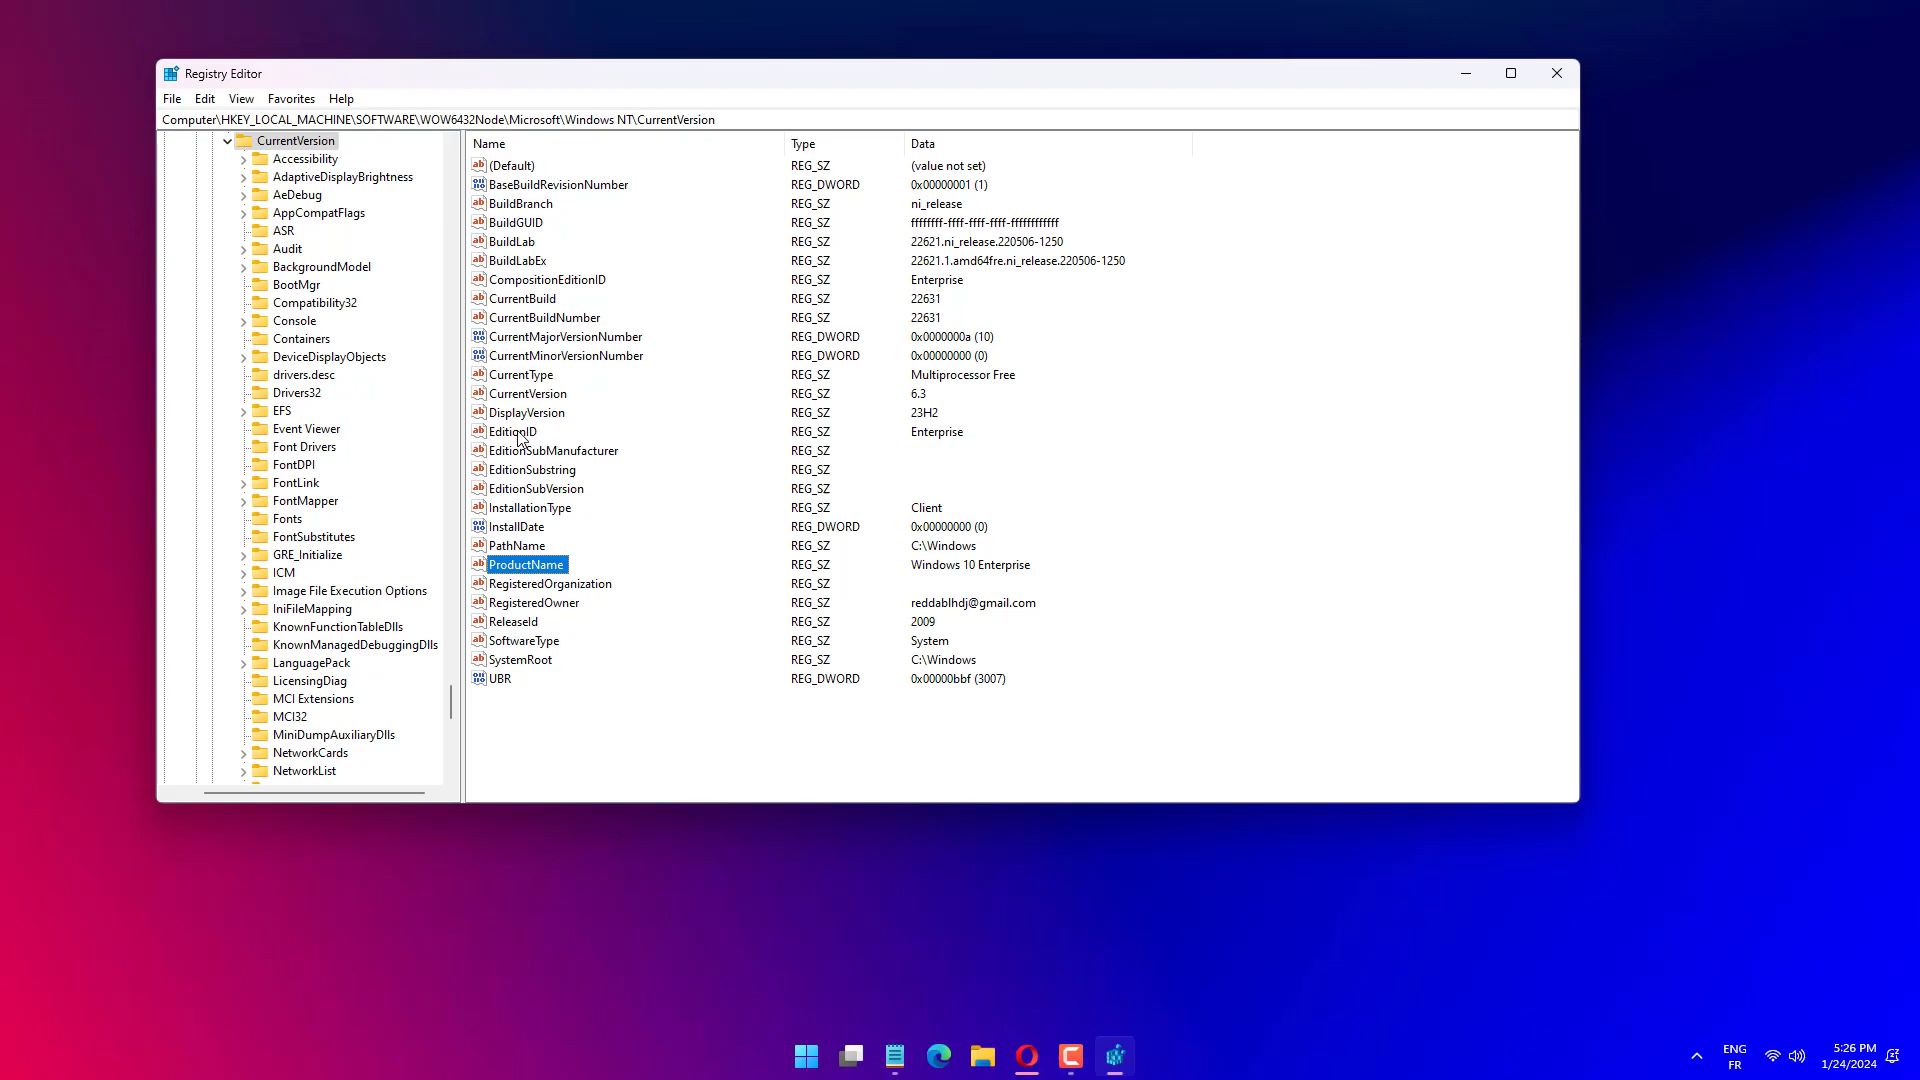 Registry Editor
File Edit View Favorites Help
Computer\HKEY_LOCAL_MACHINE\SOFTWARE\WOW6432Node\Microsoft\Windows NT\CurrentVersion
CurrentVersion
Accessibility
AdaptiveDisplayBrightness
AeDebug
AppCompatFlags
ASR
Audit
BackgroundModel
BootMgr
Compatibility32
Console
Containers
DeviceDisplayObjects
drivers.desc
Drivers32
EFS
Event Viewer
Font Drivers
FontDPI
FontLink
FontMapper
Fonts
FontSubstitutes
GRE_Initialize
ICM
Image File Execution Options
IniFileMapping
KnownFunctionTableDlls
KnownManagedDebuggingDlls
LanguagePack
LicensingDiag
MCI Extensions
MCI32
MiniDumpAuxiliaryDlls
NetworkCards
NetworkList
Name Type Data
(Default) REG_SZ (value not set)
BaseBuildRevisionNumber REG_DWORD 0x00000001 (1)
BuildBranch REG_SZ ni_release
BuildGUID REG_SZ ffffffff-ffff-ffff-ffff-ffffffffffff
BuildLab REG_SZ 22621.ni_release.220506-1250
BuildLabEx REG_SZ 22621.1.amd64fre.ni_release.220506-1250
CompositionEditionID REG_SZ Enterprise
CurrentBuild REG_SZ 22631
CurrentBuildNumber REG_SZ 22631
CurrentMajorVersionNumber REG_DWORD 0x0000000a (10)
CurrentMinorVersionNumber REG_DWORD 0x00000000 (0)
CurrentType REG_SZ Multiprocessor Free
CurrentVersion REG_SZ 6.3
DisplayVersion REG_SZ 23H2
EditionID REG_SZ Enterprise
EditionSubManufacturer REG_SZ
EditionSubstring REG_SZ
EditionSubVersion REG_SZ
InstallationType REG_SZ Client
InstallDate REG_DWORD 0x00000000 (0)
PathName REG_SZ C:\Windows
ProductName REG_SZ Windows 10 Enterprise
RegisteredOrganization REG_SZ
RegisteredOwner REG_SZ reddablhdj@gmail.com
ReleaseId REG_SZ 2009
SoftwareType REG_SZ System
SystemRoot REG_SZ C:\Windows
UBR REG_DWORD 0x00000bbf (3007)
ENG
FR
5:26 PM
1/24/2024